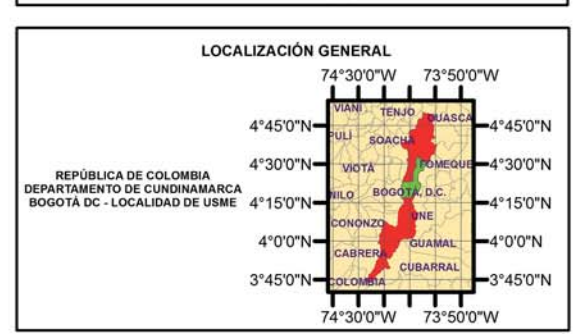 LOCALIZACIÓN GENERAL
74°30'0"W 73°50'0"W
VIANI TENJO GUASCA
4°45'0"N 4°45'0"N
PULÍ SOACHA
4°30'0"N 4°30'0"N
VIOTÁ FOMEQUE
REPÚBLICA DE COLOMBIA
DEPARTAMENTO DE CUNDINAMARCA
BOGOTÁ DC - LOCALIDAD DE USME
NILO BOGOTÁ, D.C.
4°15'0"N 4°15'0"N
CONONZO UNE
4°0'0"N GUAMAL 4°0'0"N
CABRERA CUBARRAL
3°45'0"N COLOMBIA 3°45'0"N
74°30'0"W 73°50'0"W